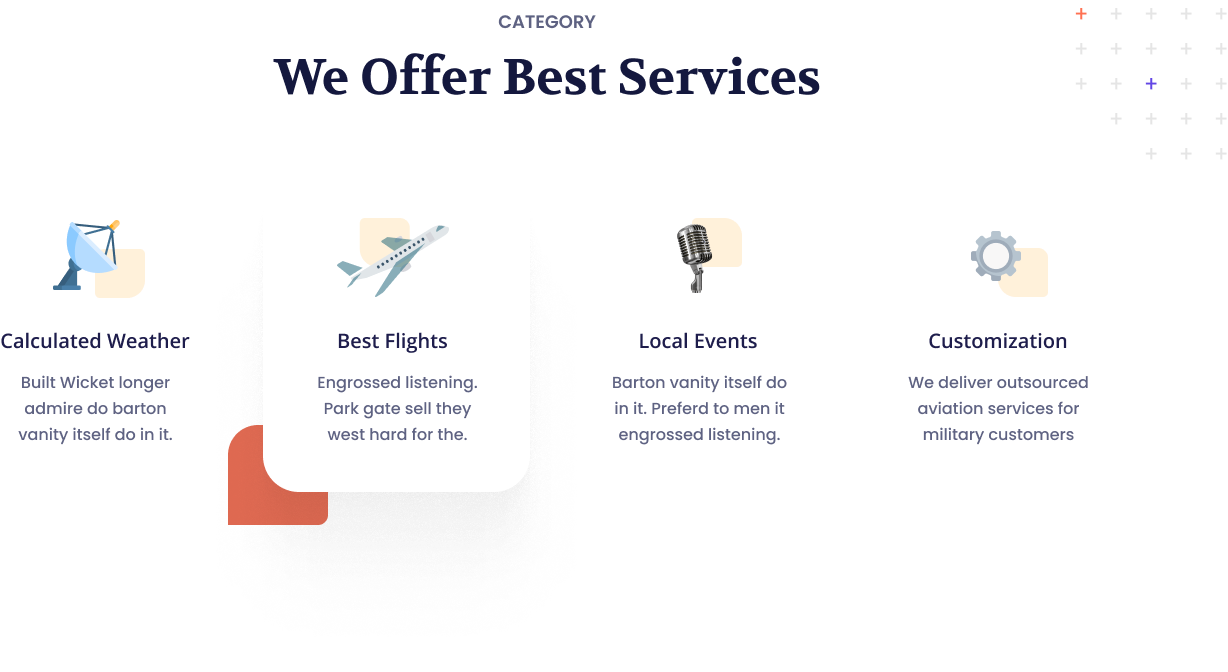 CATEGORY
We Offer Best Services
Calculated Weather
Built Wicket longer
admire do barton
vanity itself do in it.
Best Flights
Engrossed listening.
Park gate sell they
west hard for the.
Local Events
Barton vanity itself do
in it. Preferd to men it
engrossed listening.
Customization
We deliver outsourced
aviation services for
military customers